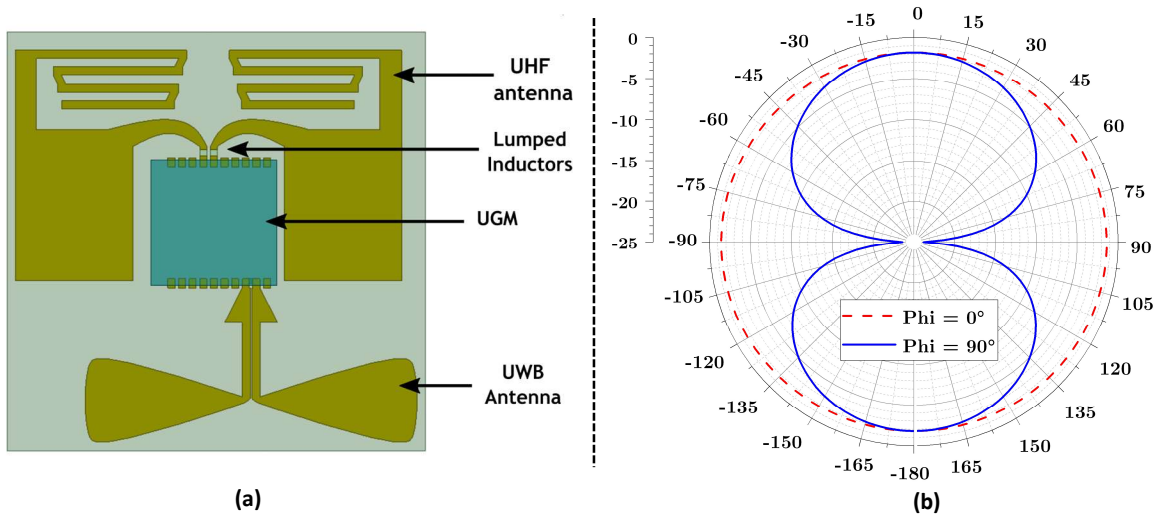 UHF
antenna
Lumped
Inductors
UGM
UWB
Antenna
(a)
0
-5
-10
-15
-20
-25
0
15
30
45
60
75
90
105
120
135
150
165
-180
-165
-150
-135
-120
-105
-90
-75
-60
-45
-30
-15
Phi = 0°
Phi = 90°
(b)